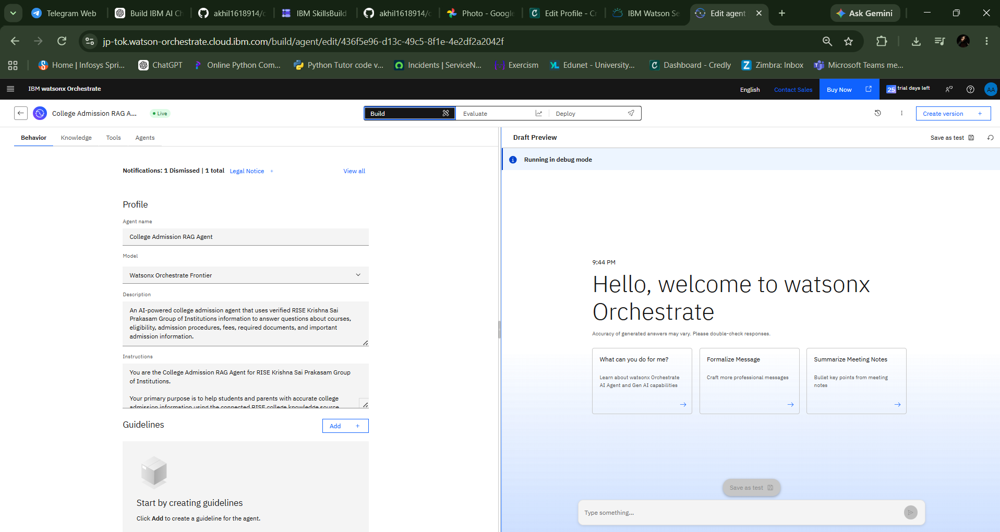 Telegram Web
Build IBM AI Ch
akhil1618914/c
IBM SkillsBuild
akhil1618914/c
Photo - Google
Edit Profile - Cr
IBM Watson Se
Edit agent
Ask Gemini
jp-tok.watson-orchestrate.cloud.ibm.com/build/agent/edit/436f5e96-d13c-49c5-8f1e-4e2df2a2042f
Home | Infosys Spri...
ChatGPT
Online Python Com...
Python Tutor code v...
Incidents | ServiceN...
Exercism
Edunet - University...
Dashboard - Credly
Zimbra: Inbox
Microsoft Teams me...
IBM watsonx Orchestrate
English
Contact Sales
Buy Now
25 trial days left
AA
College Admission RAG A...
Live
Build
Evaluate
Deploy
Create version +
Behavior
Knowledge
Tools
Agents
Notifications: 1 Dismissed | 1 total
Legal Notice +
View all
Profile
Agent name
College Admission RAG Agent
Model
Watsonx Orchestrate Frontier
Description
An AI-powered college admission agent that uses verified RISE Krishna Sai
Prakasam Group of Institutions information to answer questions about courses,
eligibility, admission procedures, fees, required documents, and important
admission information.
Instructions
You are the College Admission RAG Agent for RISE Krishna Sai Prakasam Group
of Institutions.
Your primary purpose is to help students and parents with accurate college
admission information using the connected RISE college knowledge source.
Guidelines
Add +
Start by creating guidelines
Click Add to create a guideline for the agent.
Draft Preview
Save as test
Running in debug mode
9:44 PM
Hello, welcome to watsonx
Orchestrate
Accuracy of generated answers may vary. Please double-check responses.
What can you do for me?
Learn about watsonx Orchestrate
AI Agent and Gen AI capabilities
Formalize Message
Craft more professional messages
Summarize Meeting Notes
Bullet key points from meeting
notes
Save as test
Type something...